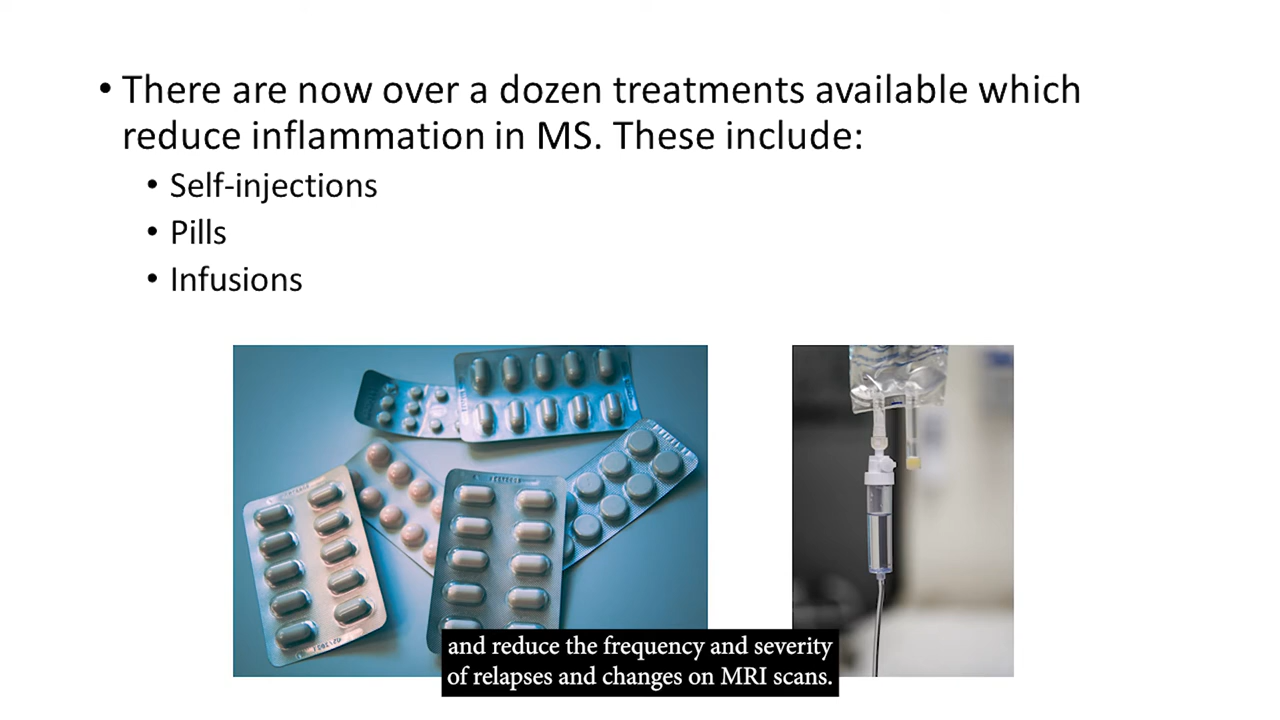 • There are now over a dozen treatments available which
reduce inflammation in MS. These include:
• Self-injections
• Pills
• Infusions
and reduce the frequency and severity
of relapses and changes on MRI scans.